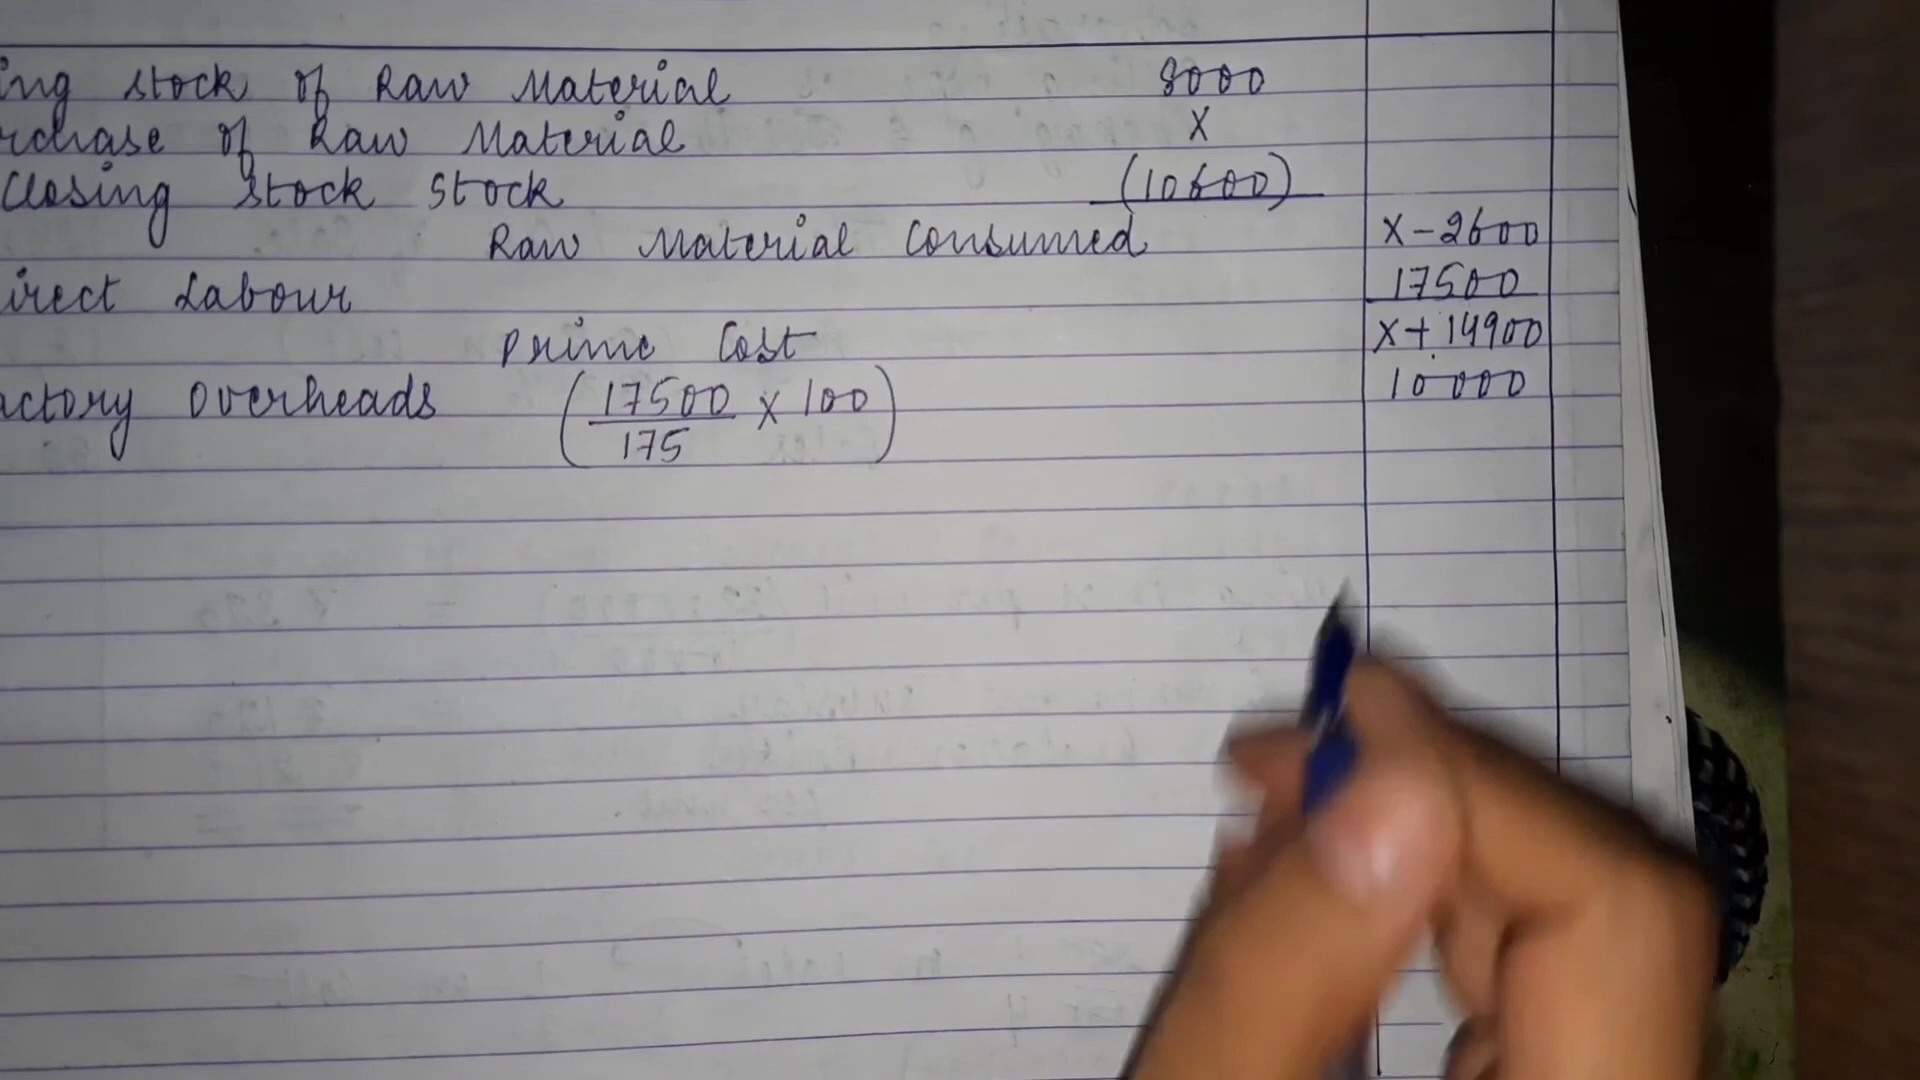 ing stock of Raw Material 8000
rchase of Raw Material X
Closing Stock Stock (10600)
Raw Material Consumed X-2600
irect Labour 17500
Prime Cost X+14900
actory Overheads (17500/175 X 100) 10000